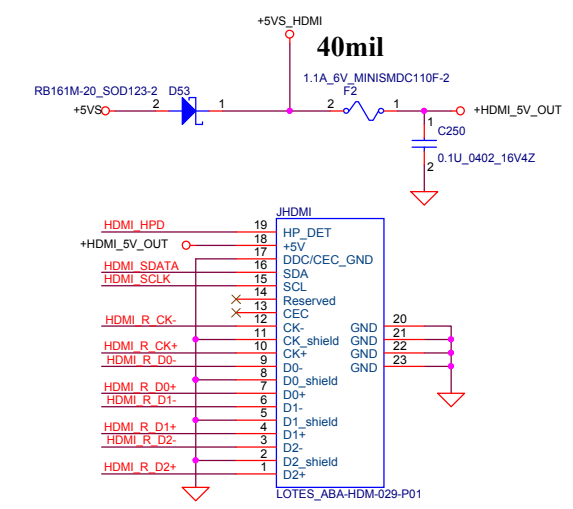 +5VS_HDMI
40mil
1.1A_6V_MINISMDC110F-2
RB161M-20_SOD123-2 D53 F2
+5VS 2 1 2 1 +HDMI_5V_OUT
1 C250
0.1U_0402_16V4Z
2
JHDMI
HDMI_HPD 19 HP_DET
+HDMI_5V_OUT 18 +5V
17 DDC/CEC_GND
HDMI_SDATA 16 SDA
HDMI_SCLK 15 SCL
14 Reserved
13 CEC
HDMI_R_CK- 12 CK- GND 20
11 CK_shield GND 21
HDMI_R_CK+ 10 CK+ GND 22
HDMI_R_D0- 9 D0- GND 23
8 D0_shield
HDMI_R_D0+ 7 D0+
HDMI_R_D1- 6 D1-
5 D1_shield
HDMI_R_D1+ 4 D1+
HDMI_R_D2- 3 D2-
2 D2_shield
HDMI_R_D2+ 1 D2+
LOTES_ABA-HDM-029-P01